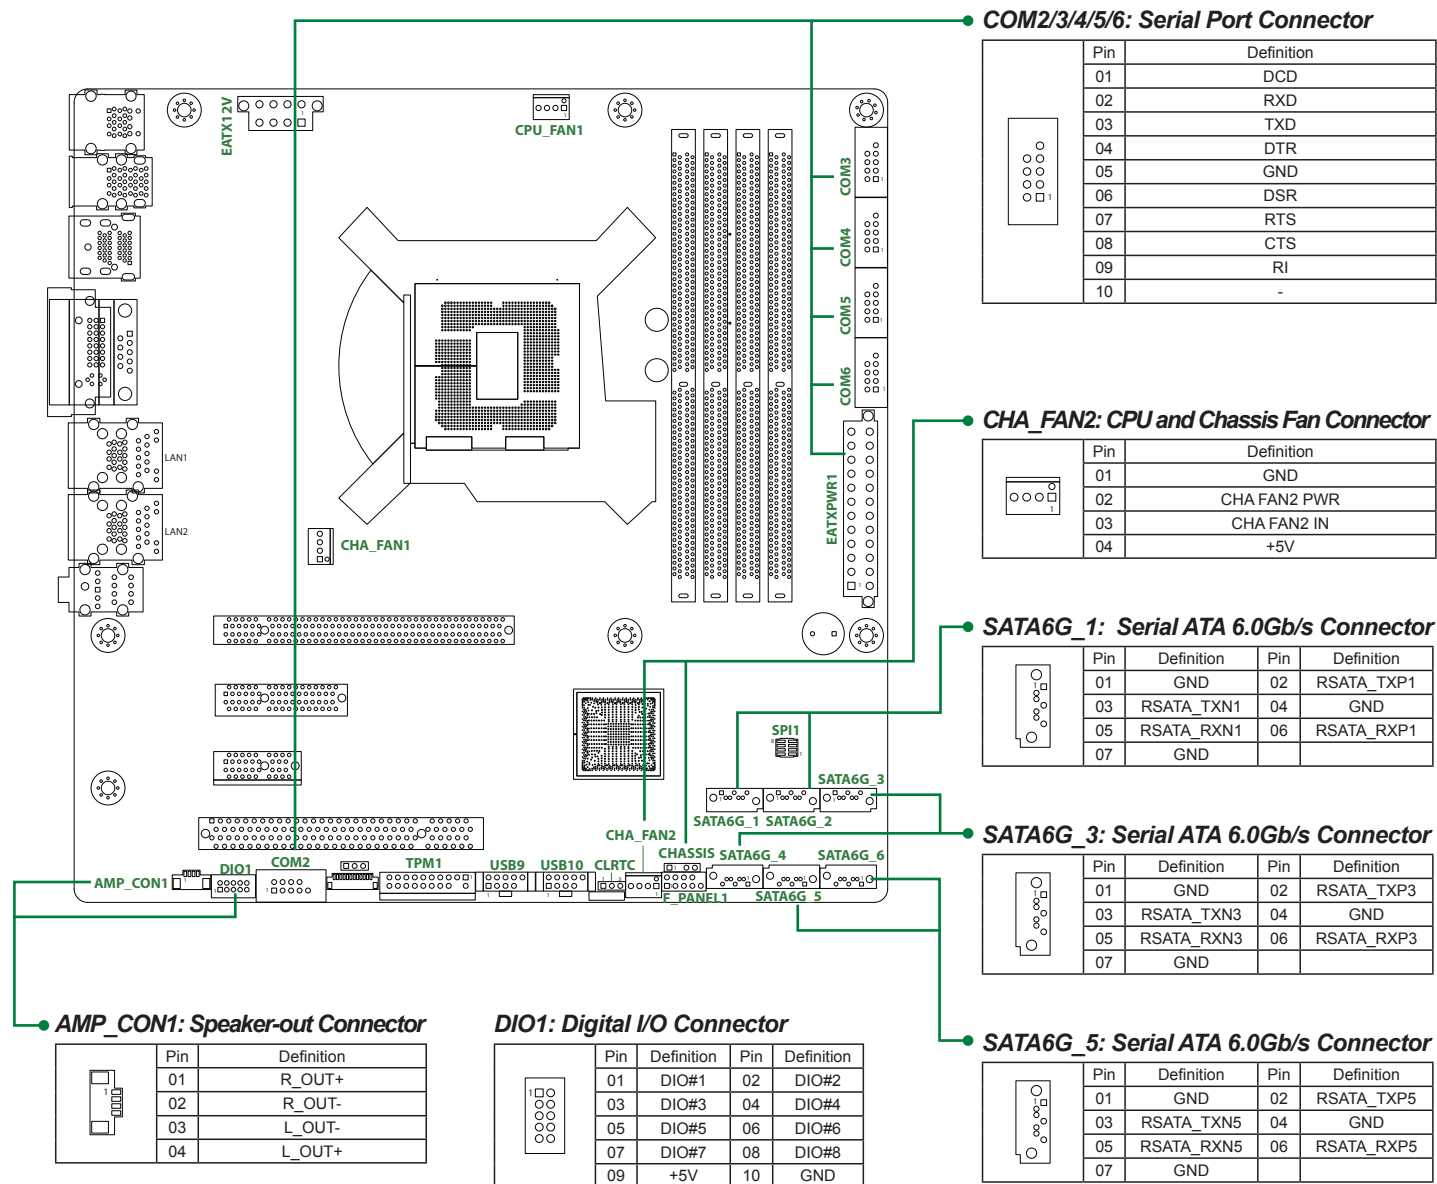 COM2/3/4/5/6: Serial Port Connector
Pin Definition
01 DCD
02 RXD
03 TXD
04 DTR
05 GND
06 DSR
07 RTS
08 CTS
09 RI
10 -
EATX12V
CPU_FAN1
COM3
COM4
COM5
COM6
CHA_FAN2: CPU and Chassis Fan Connector
Pin Definition
01 GND
02 CHA FAN2 PWR
03 CHA FAN2 IN
04 +5V
LAN1
LAN2
EATXPWR1
CHA_FAN1
SATA6G_1: Serial ATA 6.0Gb/s Connector
Pin Definition Pin Definition
01 GND 02 RSATA_TXP1
03 RSATA_TXN1 04 GND
05 RSATA_RXN1 06 RSATA_RXP1
07 GND
SPI1
SATA6G_3
SATA6G_1 SATA6G_2
CHA_FAN2
CHASSIS SATA6G_4 SATA6G_6
AMP_CON1 DIO1 COM2 TPM1 USB9 USB10 CLRTC
F_PANEL1 SATA6G_5
SATA6G_3: Serial ATA 6.0Gb/s Connector
Pin Definition Pin Definition
01 GND 02 RSATA_TXP3
03 RSATA_TXN3 04 GND
05 RSATA_RXN3 06 RSATA_RXP3
07 GND
AMP_CON1: Speaker-out Connector
Pin Definition
01 R_OUT+
02 R_OUT-
03 L_OUT-
04 L_OUT+
DIO1: Digital I/O Connector
Pin Definition Pin Definition
01 DIO#1 02 DIO#2
03 DIO#3 04 DIO#4
05 DIO#5 06 DIO#6
07 DIO#7 08 DIO#8
09 +5V 10 GND
SATA6G_5: Serial ATA 6.0Gb/s Connector
Pin Definition Pin Definition
01 GND 02 RSATA_TXP5
03 RSATA_TXN5 04 GND
05 RSATA_RXN5 06 RSATA_RXP5
07 GND